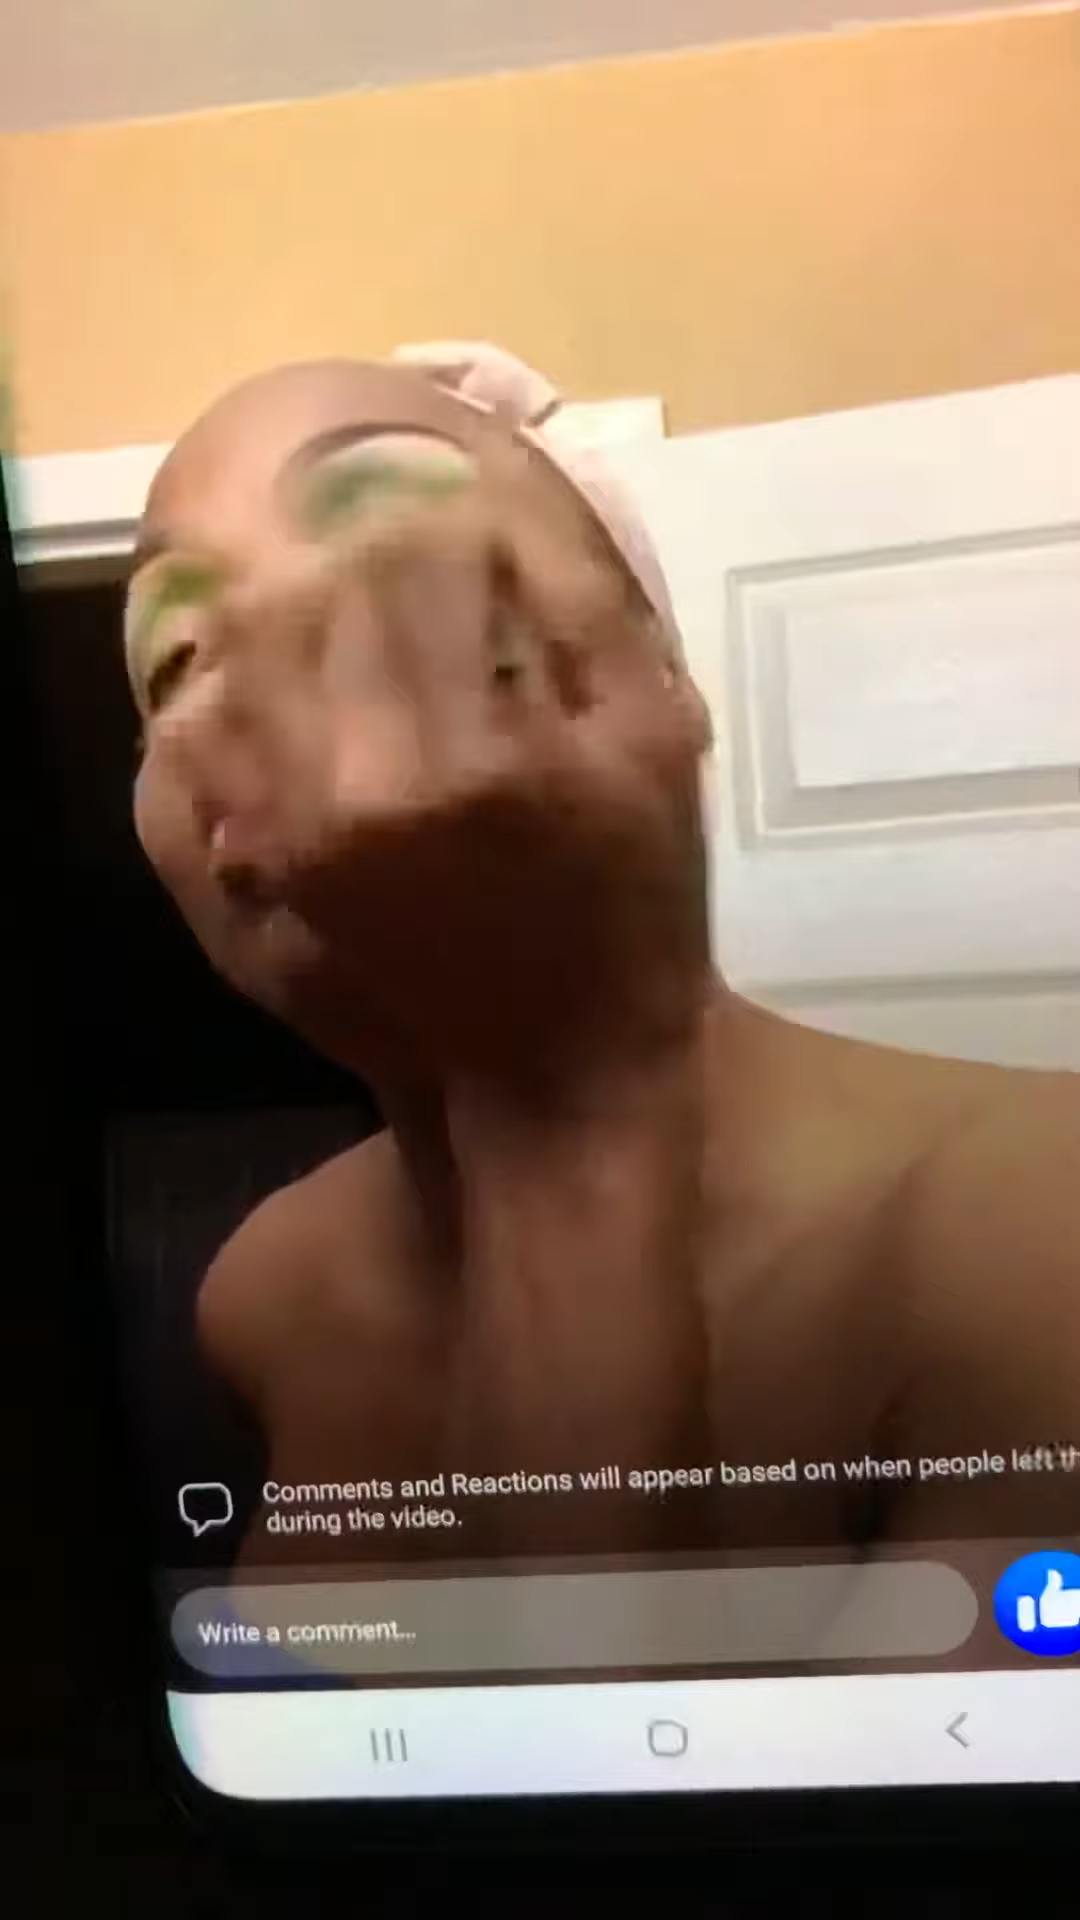 Comments and Reactions will appear based on when people left
during the video.
Write a comment...